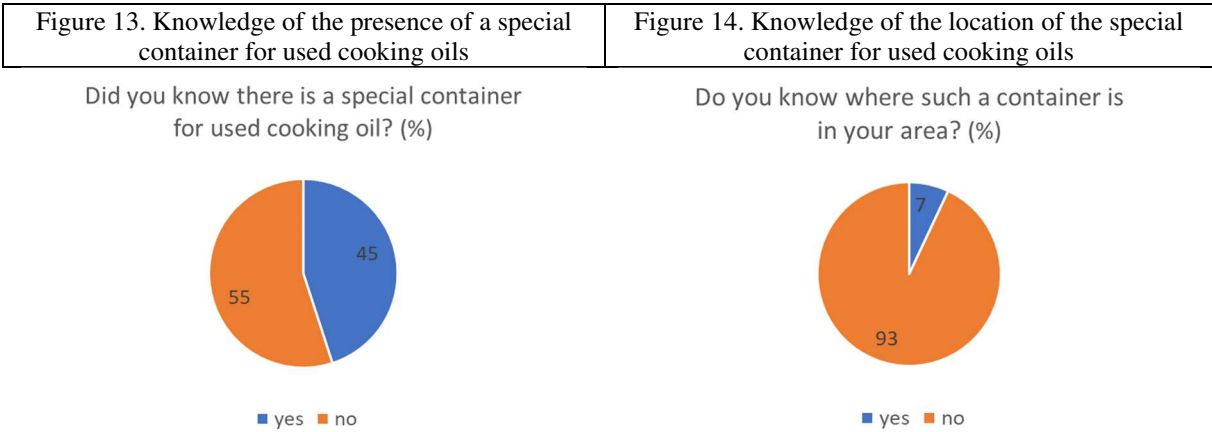 Figure 13. Knowledge of the presence of a special
container for used cooking oils
Figure 14. Knowledge of the location of the special
container for used cooking oils
Did you know there is a special container
for used cooking oil? (%)
45
55
yes no
Do you know where such a container is
in your area? (%)
7
93
yes no